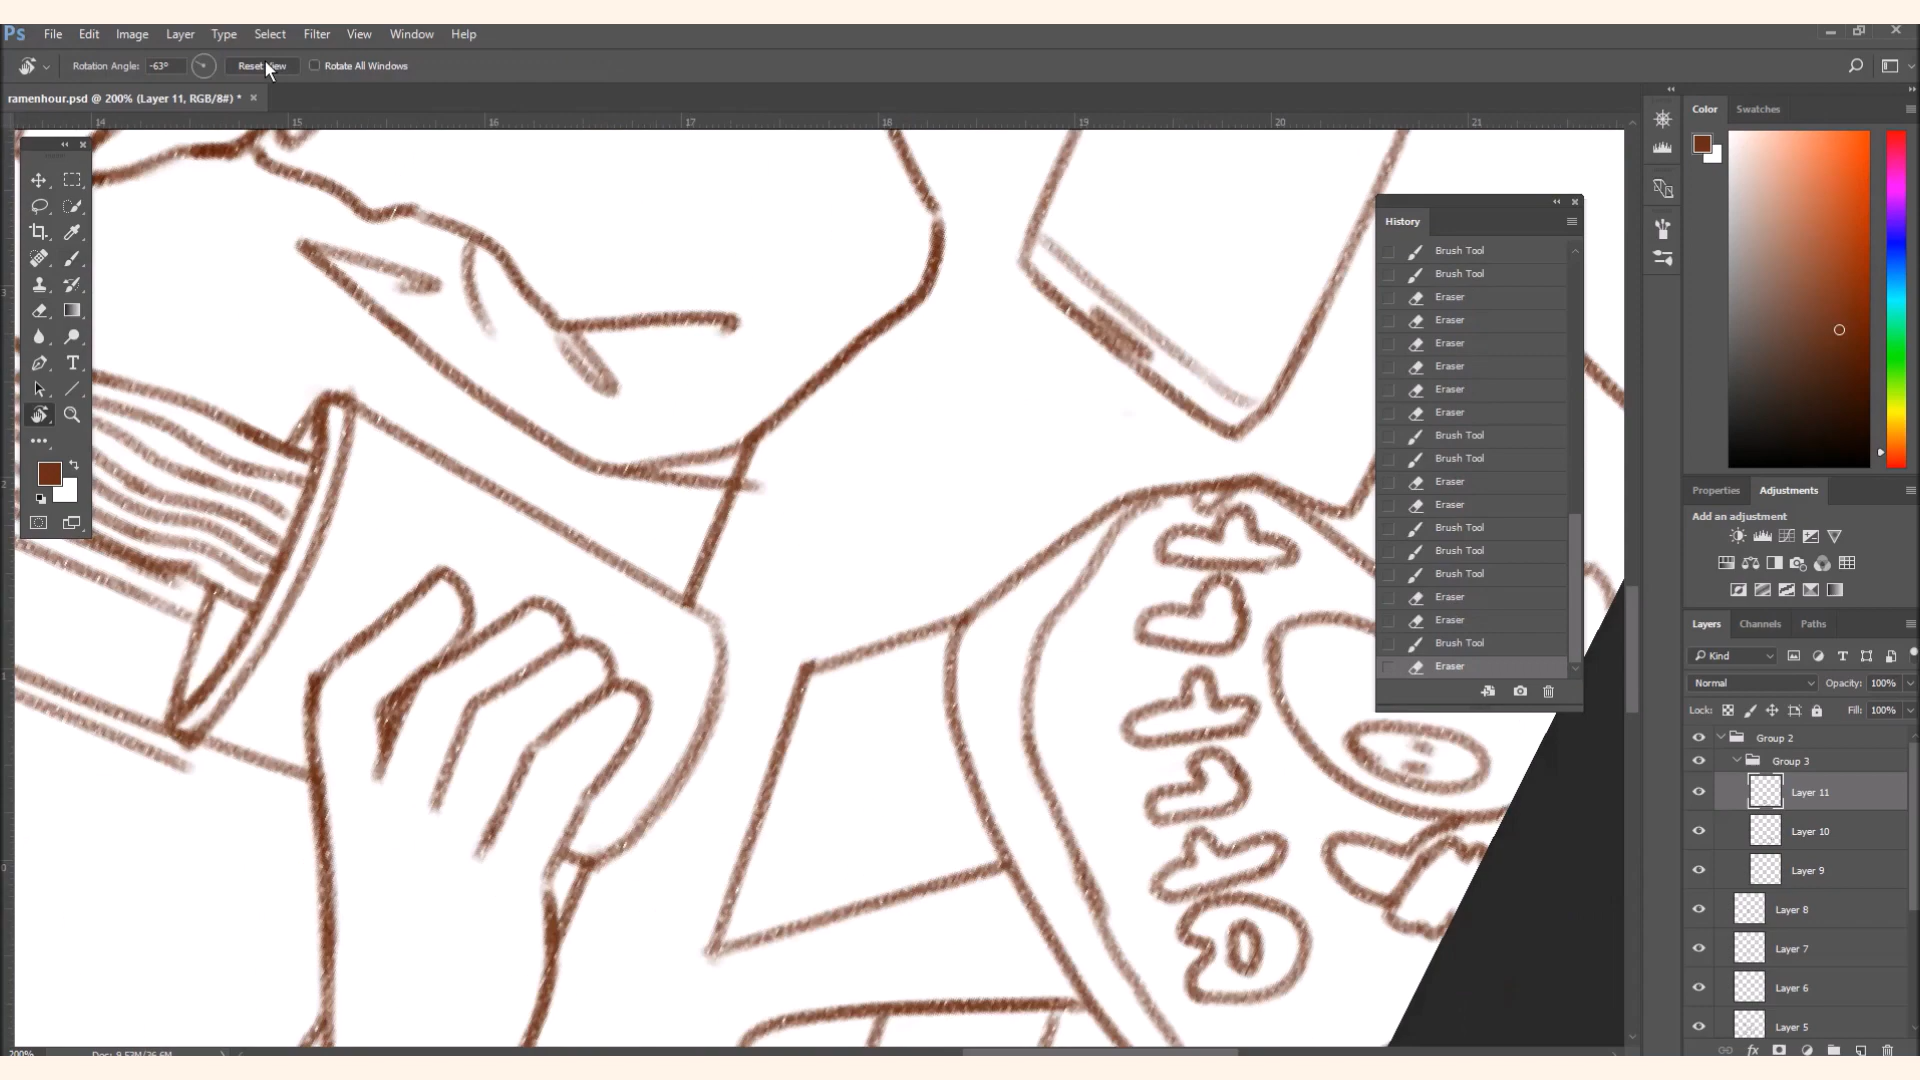 Ps File Edit Image Layer Type Select Filter View Window Help
Rotation Angle: -63° Reset View Rotate All Windows
ramenhour.psd @ 200% (Layer 11, RGB/8#) * ×
14 15 16 17 18 19 20 21
3
2
1
0
History
Brush Tool
Brush Tool
Eraser
Eraser
Eraser
Eraser
Eraser
Eraser
Brush Tool
Brush Tool
Eraser
Eraser
Brush Tool
Brush Tool
Brush Tool
Eraser
Eraser
Brush Tool
Eraser
Color Swatches
Properties Adjustments
Add an adjustment
Layers Channels Paths
Kind
Normal Opacity: 100%
Lock: Fill: 100%
Group 2
Group 3
Layer 11
Layer 10
Layer 9
Layer 8
Layer 7
Layer 6
Layer 5
200%